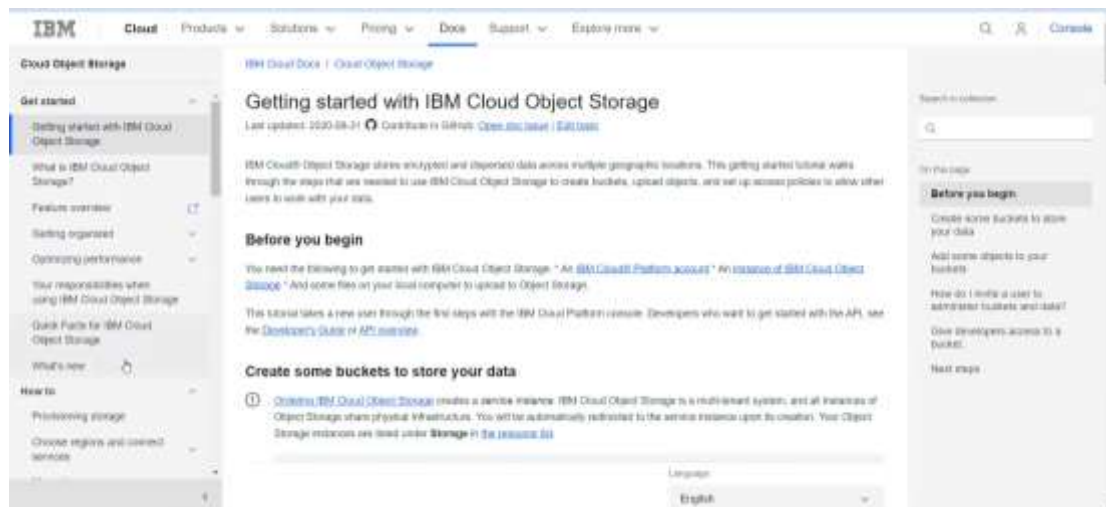 IBM Cloud Products Solutions Pricing Docs Support Explore more Console
Cloud Object Storage
Get started
Getting started with IBM Cloud
Object Storage
What is IBM Cloud Object
Storage?
Feature overview
Getting organized
Optimizing performance
Your responsibilities when
using IBM Cloud Object Storage
Quick Facts for IBM Cloud
Object Storage
What's new
How to
Provisioning storage
Choose regions and connect
services
IBM Cloud Docs / Cloud Object Storage
Getting started with IBM Cloud Object Storage
Last updated 2020-08-31 Contribute in GitHub: Open doc issue | Edit topic
IBM Cloud® Object Storage stores encrypted and dispersed data across multiple geographic locations. This getting started tutorial walks
through the steps that are needed to use IBM Cloud Object Storage to create buckets, upload objects, and set up access policies to allow other
users to work with your data.
Before you begin
You need the following to get started with IBM Cloud Object Storage: * An IBM Cloud® Platform account * An instance of IBM Cloud Object
Storage * And some files on your local computer to upload to Object Storage.
This tutorial takes a new user through the first steps with the IBM Cloud Platform console. Developers who want to get started with the API, see
the Developer's Guide or API overview.
Create some buckets to store your data
Ordering IBM Cloud Object Storage creates a service instance. IBM Cloud Object Storage is a multi-tenant system, and all instances of
Object Storage share physical infrastructure. You will be automatically redirected to the service instance upon its creation. Your Object
Storage instances are listed under Storage in the resource list.
Language
English
Search in collection
On this page
Before you begin
Create some buckets to store
your data
Add some objects to your
buckets
How do I invite a user to
administer buckets and data?
Give developers access to a
bucket.
Next steps